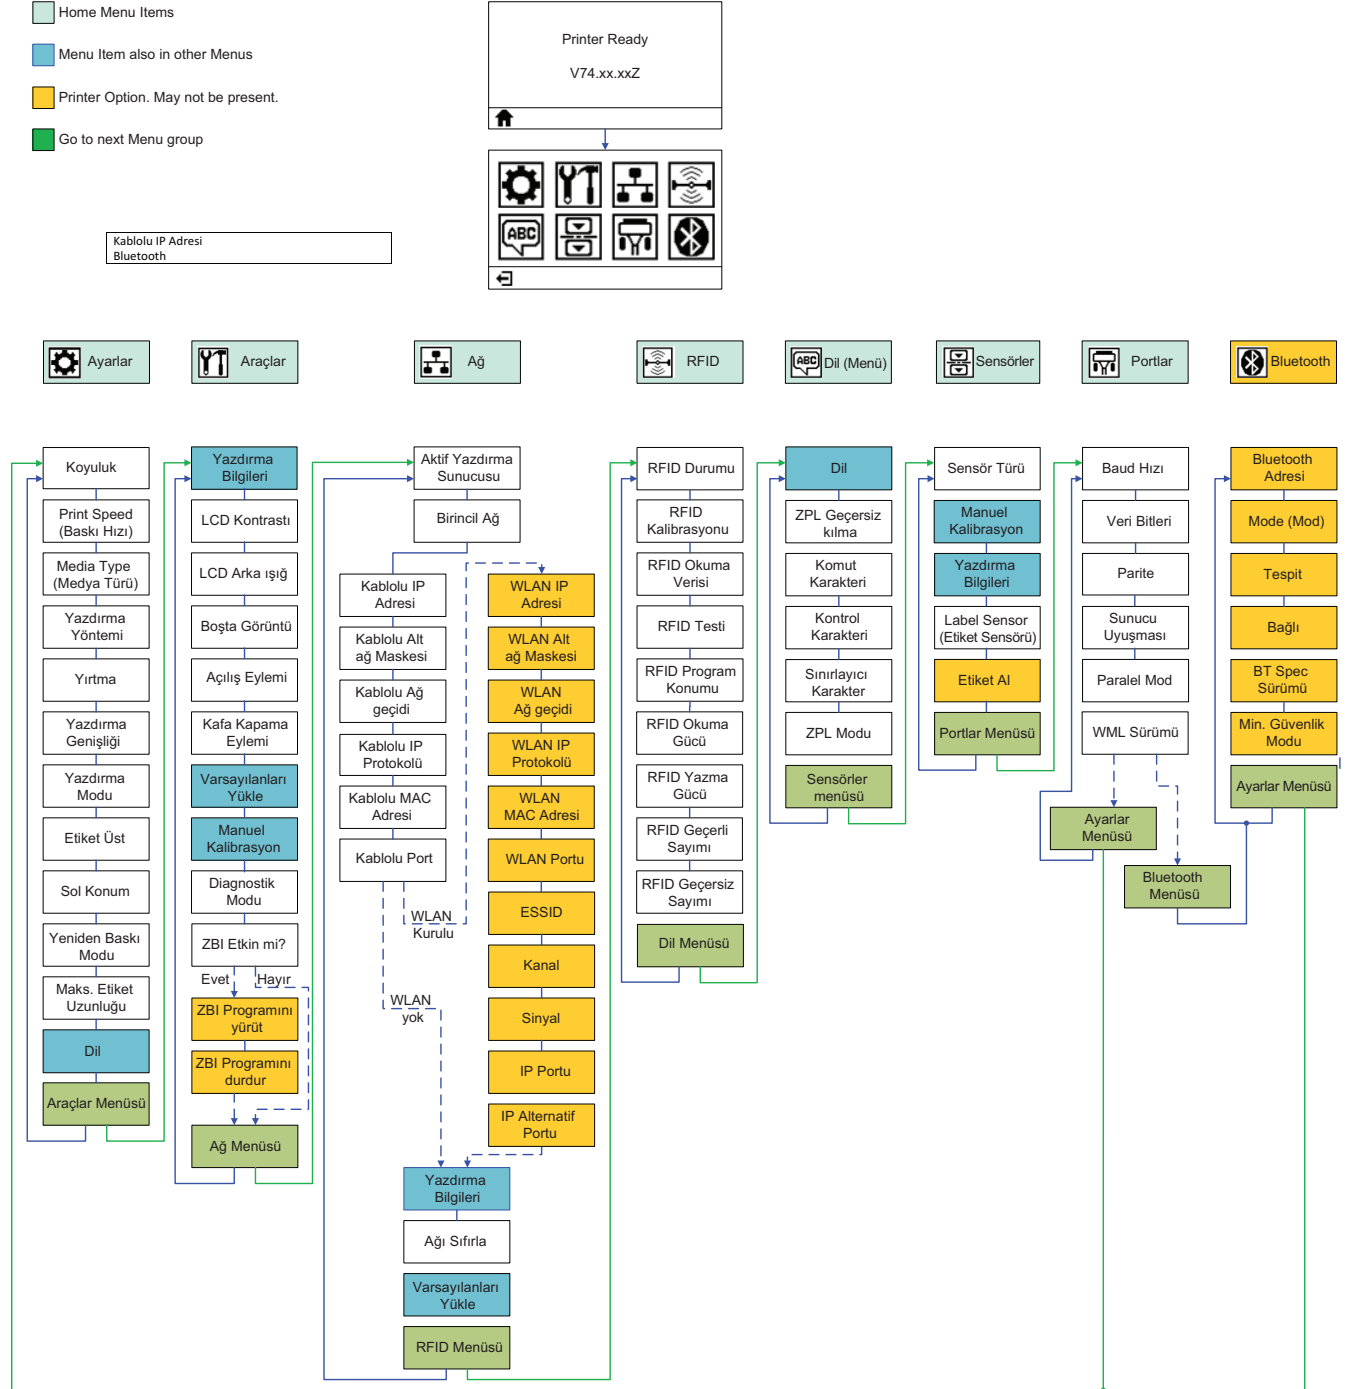 Home Menu Items
Menu Item also in other Menus
Printer Option. May not be present.
Go to next Menu group
Printer Ready
V74.xx.xxZ
ABC
Kablolu IP Adresi
Bluetooth
Ayarlar
Araçlar
Ağ
RFID
ABC
Dil (Menü)
Sensörler
Portlar
Bluetooth
Koyuluk
Print Speed
(Baskı Hızı)
Media Type
(Medya Türü)
Yazdırma
Yöntemi
Yırtma
Yazdırma
Genişliği
Yazdırma
Modu
Etiket Üst
Sol Konum
Yeniden Baskı
Modu
Maks. Etiket
Uzunluğu
Dil
Araçlar Menüsü
Yazdırma
Bilgileri
LCD Kontrastı
LCD Arka ışığ
Boşta Görüntü
Açılış Eylemi
Kafa Kapama
Eylemi
Varsayılanları
Yükle
Manuel
Kalibrasyon
Diagnostik
Modu
ZBI Etkin mi?
Evet
Hayır
ZBI Programını
yürüt
ZBI Programını
durdur
Ağ Menüsü
Aktif Yazdırma
Sunucusu
Birincil Ağ
Kablolu IP
Adresi
Kablolu Alt
ağ Maskesi
Kablolu Ağ
geçidi
Kablolu IP
Protokolü
Kablolu MAC
Adresi
Kablolu Port
WLAN
Kurulu
WLAN
yok
WLAN IP
Adresi
WLAN Alt
ağ Maskesi
WLAN
Ağ geçidi
WLAN IP
Protokolü
WLAN
MAC Adresi
WLAN Portu
ESSID
Kanal
Sinyal
IP Portu
IP Alternatif
Portu
Yazdırma
Bilgileri
Ağı Sıfırla
Varsayılanları
Yükle
RFID Menüsü
RFID Durumu
RFID
Kalibrasyonu
RFID Okuma
Verisi
RFID Testi
RFID Program
Konumu
RFID Okuma
Gücü
RFID Yazma
Gücü
RFID Geçerli
Sayımı
RFID Geçersiz
Sayımı
Dil Menüsü
Dil
ZPL Geçersiz
kılma
Komut
Karakteri
Kontrol
Karakteri
Sınırlayıcı
Karakter
ZPL Modu
Sensörler
menüsü
Sensör Türü
Manuel
Kalibrasyon
Yazdırma
Bilgileri
Label Sensor
(Etiket Sensörü)
Etiket Al
Portlar Menüsü
Baud Hızı
Veri Bitleri
Parite
Sunucu
Uyuşması
Paralel Mod
WML Sürümü
Ayarlar
Menüsü
Bluetooth
Menüsü
Bluetooth
Adresi
Mode (Mod)
Tespit
Bağlı
BT Spec
Sürümü
Min. Güvenlik
Modu
Ayarlar Menüsü